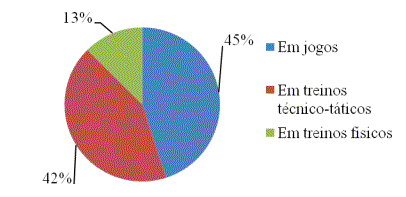 13%
45%
Em jogos
Em treinos
técnico-táticos
Em treinos físicos
42%